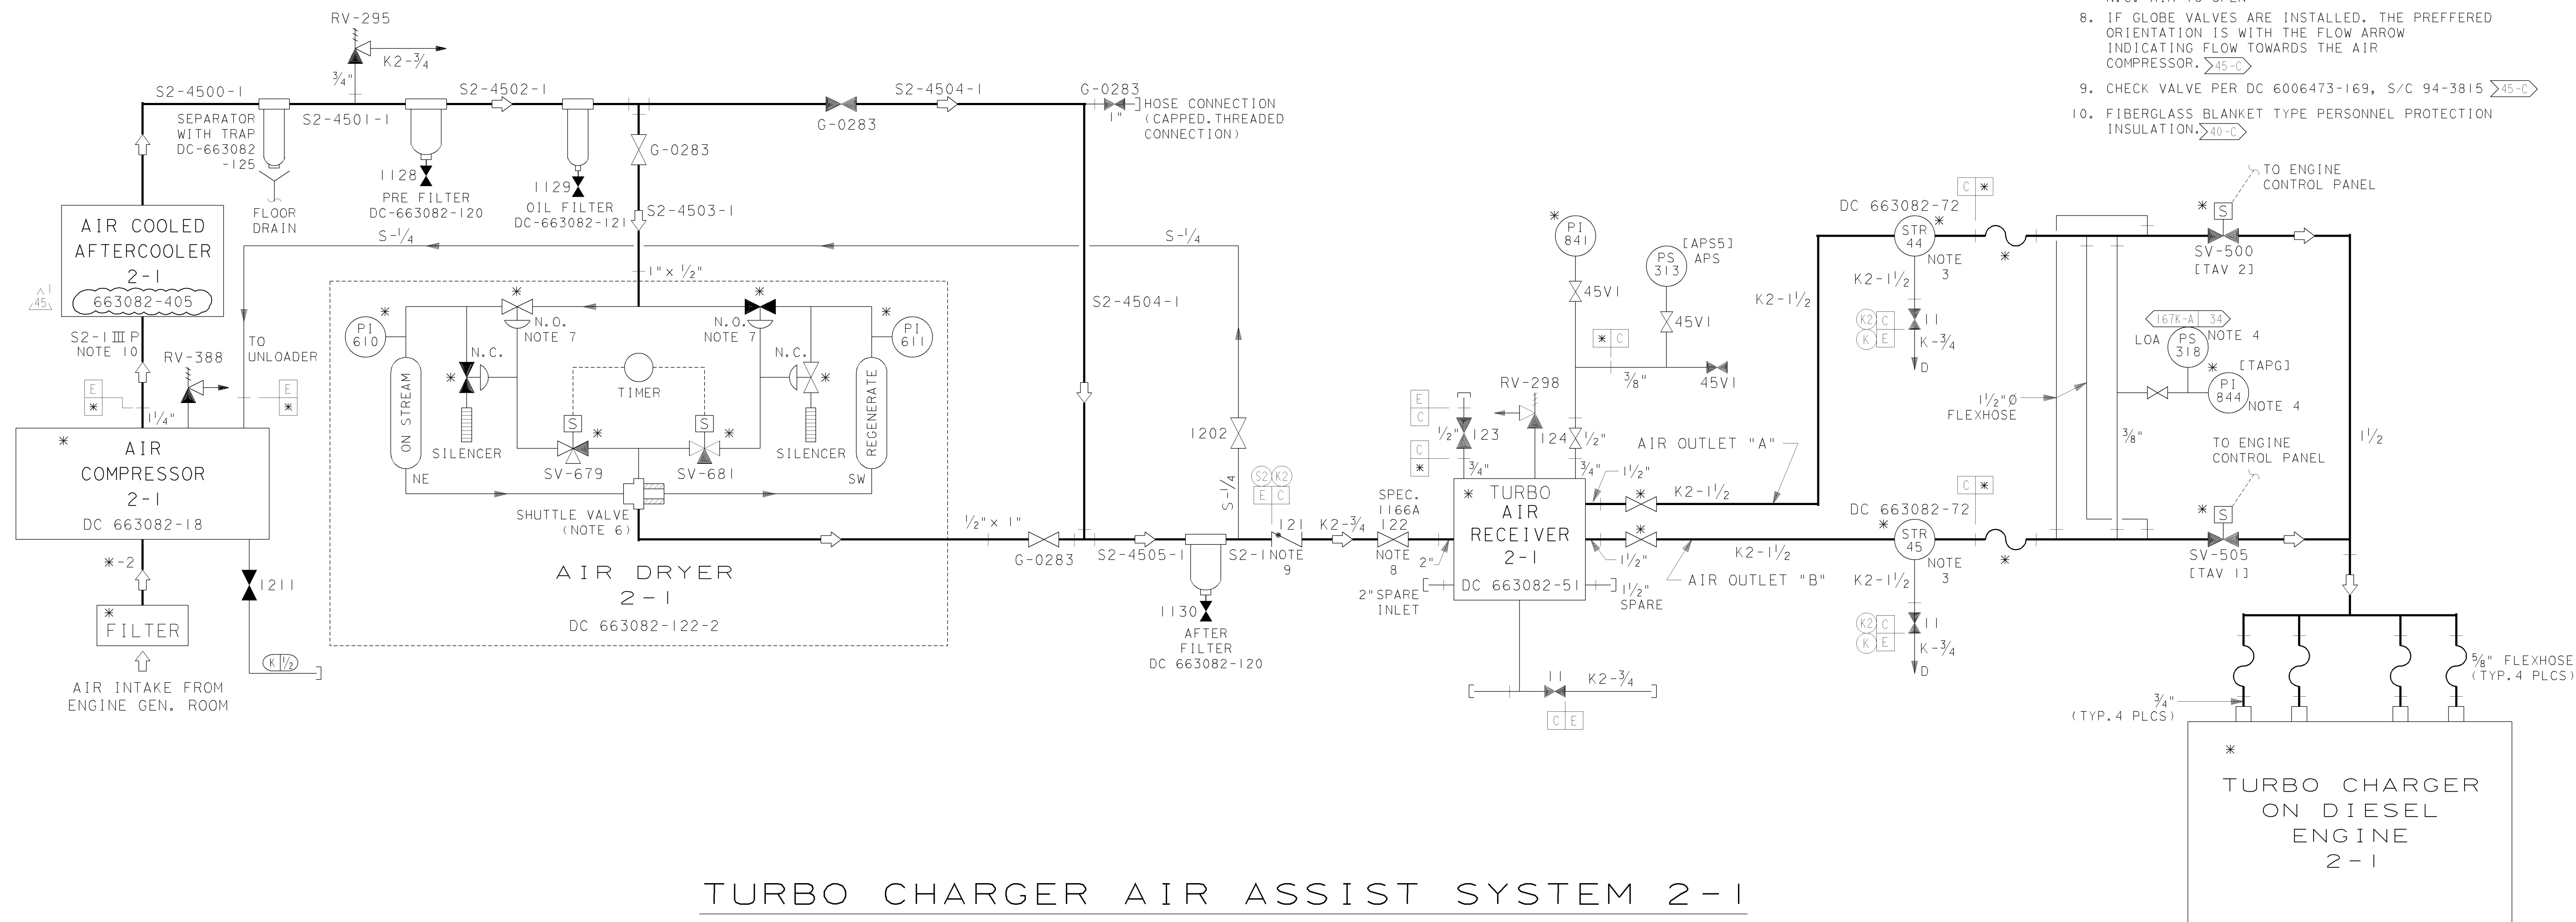 RV-295
K2-3/4
3/4"
S2-4500-1
S2-4501-1
S2-4502-1
S2-4504-1
G-0283
G-0283
1"
HOSE CONNECTION
(CAPPED.THREADED
CONNECTION)
SEPARATOR
WITH TRAP
DC-663082
-125
FLOOR
DRAIN
1128
PRE FILTER
DC-663082-120
1129
OIL FILTER
DC-663082-121
G-0283
S2-4503-1
S-1/4
S-1/4
8. IF GLOBE VALVES ARE INSTALLED. THE PREFFERED
ORIENTATION IS WITH THE FLOW ARROW
INDICATING FLOW TOWARDS THE AIR
COMPRESSOR. 45-C
9. CHECK VALVE PER DC 6006473-169, S/C 94-3815 45-C
10. FIBERGLASS BLANKET TYPE PERSONNEL PROTECTION
INSULATION. 40-C
AIR COOLED
AFTERCOOLER
2-1
663082-405
45
1
S2-1 III P
NOTE 10
RV-388
TO
UNLOADER
E
*
E
*
1 1/4"
*
AIR
COMPRESSOR
2-1
DC 663082-18
*-2
*
FILTER
AIR INTAKE FROM
ENGINE GEN. ROOM
1211
K 1/2
1" x 1/2"
*
PI
610
*
N.O.
NOTE 7
*
N.O.
NOTE 7
*
PI
611
N.C.
*
N.C.
*
TIMER
ON STREAM
REGENERATE
SILENCER
SILENCER
S
*
SV-679
S
*
SV-681
NE
SW
SHUTTLE VALVE
(NOTE 6)
AIR DRYER
2-1
DC 663082-122-2
1/2" x 1"
G-0283
S2-4504-1
S2-4505-1
1130
AFTER
FILTER
DC 663082-120
1202
S-1/4
S2 K2
E C
S2-1
121
NOTE
9
K2-3/4
SPEC.
1166A
122
NOTE
8
2"
2" SPARE
INLET
*
TURBO
AIR
RECEIVER
2-1
DC 663082-51
E
C
1/2"
123
C
*
3/4"
RV-298
124
1/2"
3/4"
*
PI
841
45V1
[APS5]
APS
PS
313
45V1
* C
3/8"
45V1
1 1/2"
*
K2-1 1/2
AIR OUTLET "A"
*
1 1/2"
K2-1 1/2
AIR OUTLET "B"
1 1/2"
SPARE
11
K2-3/4
C E
K2-1 1/2
DC 663082-72
*
STR
44
NOTE
3
C *
*
K2-1 1/2
K2 C
K E
11
K-3/4
D
DC 663082-72
*
STR
45
NOTE
3
C *
*
K2-1 1/2
K2 C
K E
11
K-3/4
D
1 1/2"Ø
FLEXHOSE
3/8"
167K-A 34
LOA
PS
318
NOTE 4
*
[TAPG]
PI
844
NOTE 4
TO ENGINE
CONTROL PANEL
*
S
SV-500
[TAV 2]
TO ENGINE
CONTROL PANEL
*
S
SV-505
[TAV 1]
1 1/2
5/8" FLEXHOSE
(TYP.4 PLCS)
3/4"
(TYP.4 PLCS)
*
TURBO CHARGER
ON DIESEL
ENGINE
2-1
TURBO CHARGER AIR ASSIST SYSTEM 2-1